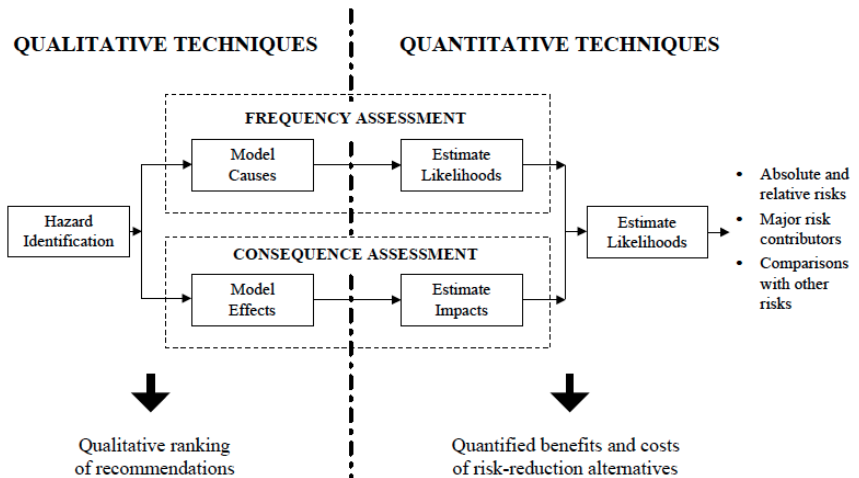 QUALITATIVE TECHNIQUES
QUANTITATIVE TECHNIQUES
FREQUENCY ASSESSMENT
Model
Causes
Estimate
Likelihoods
Hazard
Identification
CONSEQUENCE ASSESSMENT
Model
Effects
Estimate
Impacts
Estimate
Likelihoods
• Absolute and
relative risks
• Major risk
contributors
• Comparisons
with other
risks
Qualitative ranking
of recommendations
Quantified benefits and costs
of risk-reduction alternatives